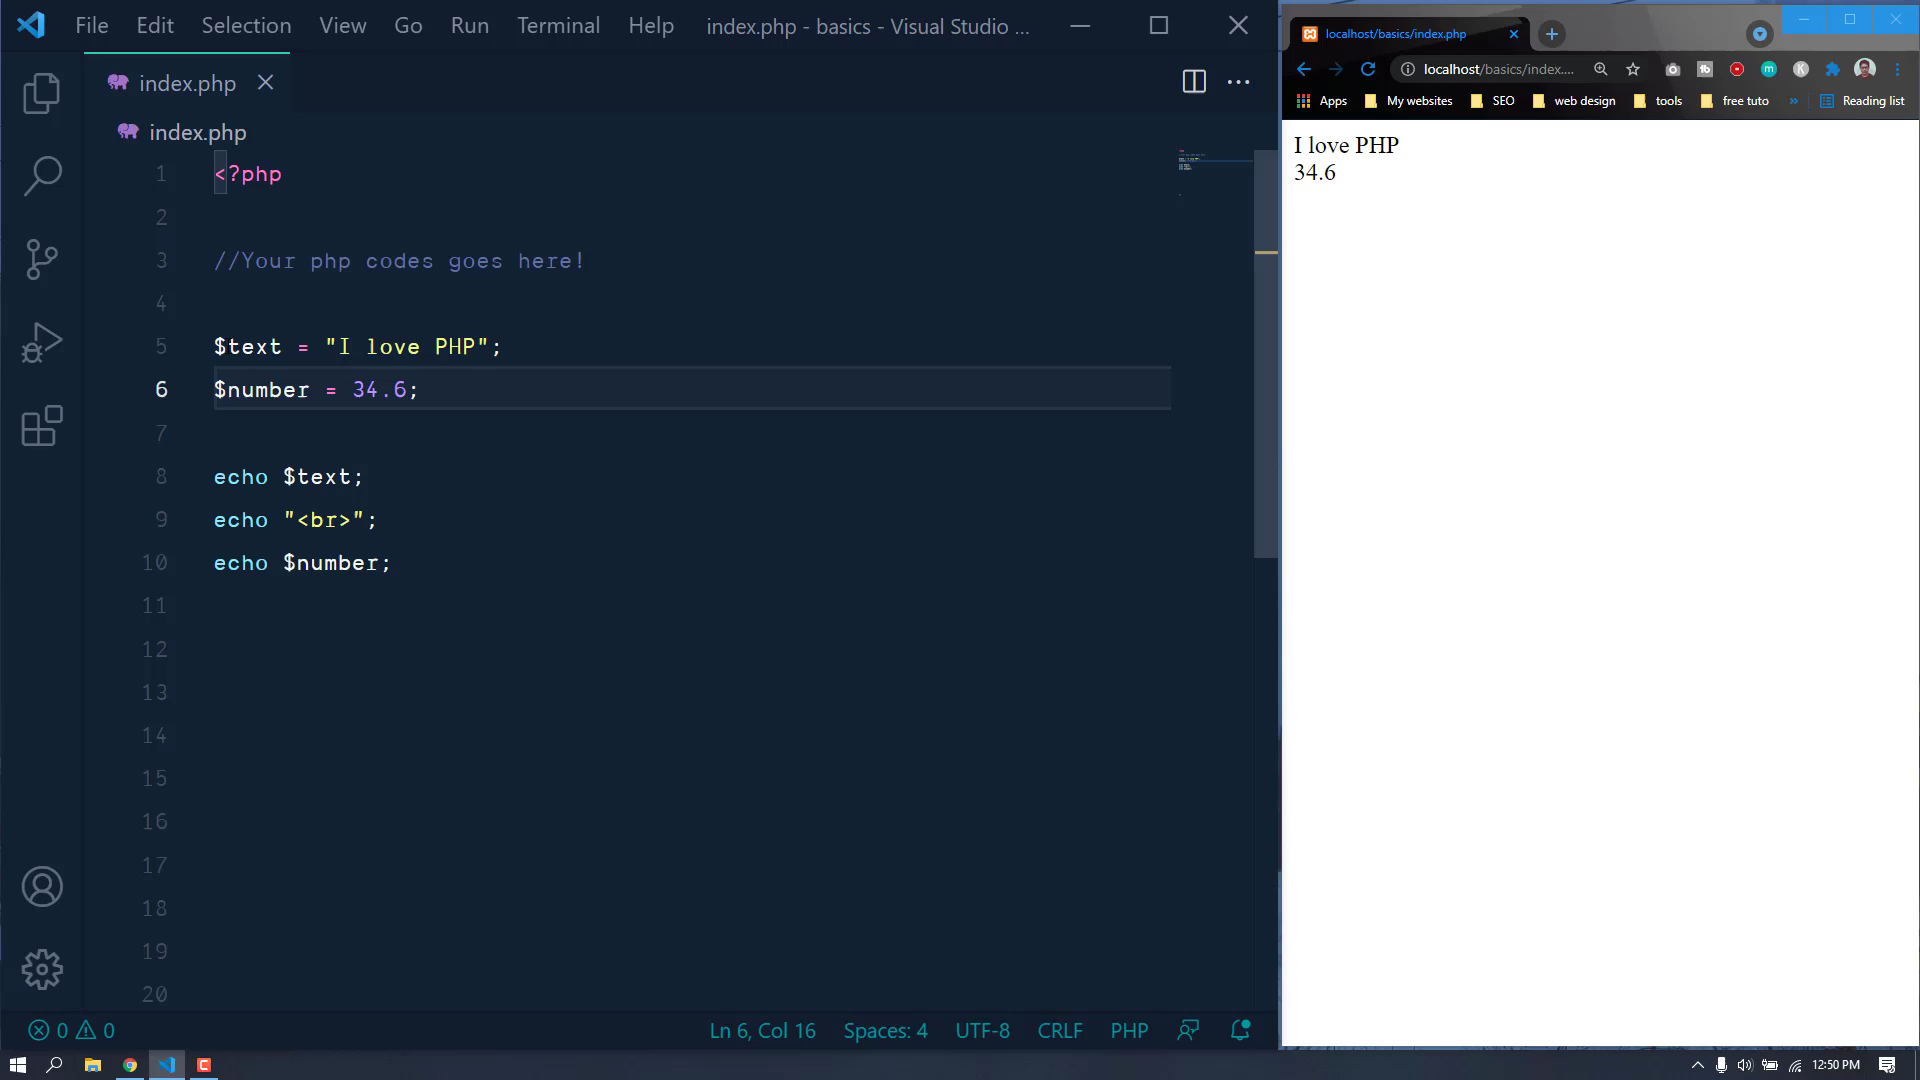 File Edit Selection View Go Run Terminal Help index.php - basics - Visual Studio ...
index.php
index.php
1 <?php
2
3 //Your php codes goes here!
4
5 $text = "I love PHP";
6 $number = 34.6;
7
8 echo $text;
9 echo "<br>";
10 echo $number;
11
12
13
14
15
16
17
18
19
20
0 0 Ln 6, Col 16 Spaces: 4 UTF-8 CRLF PHP
localhost/basics/index.php
localhost/basics/index....
Apps My websites SEO web design tools free tuto » Reading list
I love PHP
34.6
12:50 PM